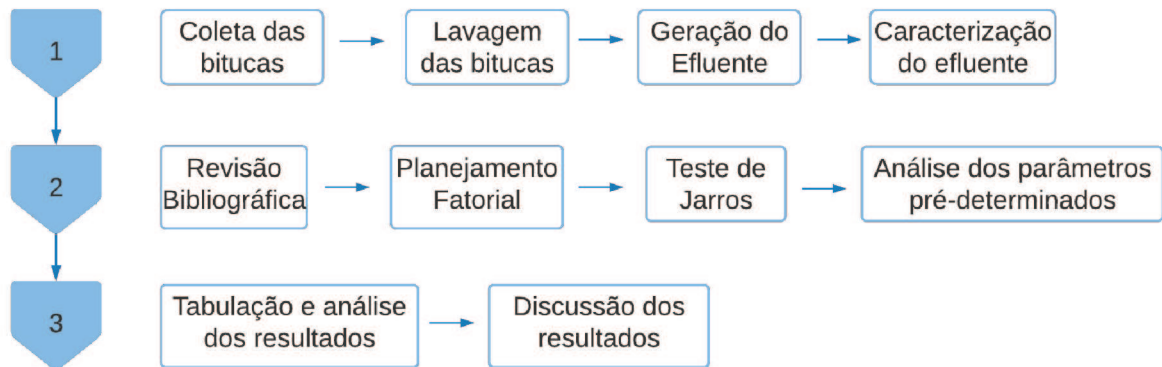 1
Coleta das
bitucas
Lavagem
das bitucas
Geração do
Efluente
Caracterização
do efluente
2
Revisão
Bibliográfica
Planejamento
Fatorial
Teste de
Jarros
Análise dos parâmetros
pré-determinados
3
Tabulação e análise
dos resultados
Discussão dos
resultados